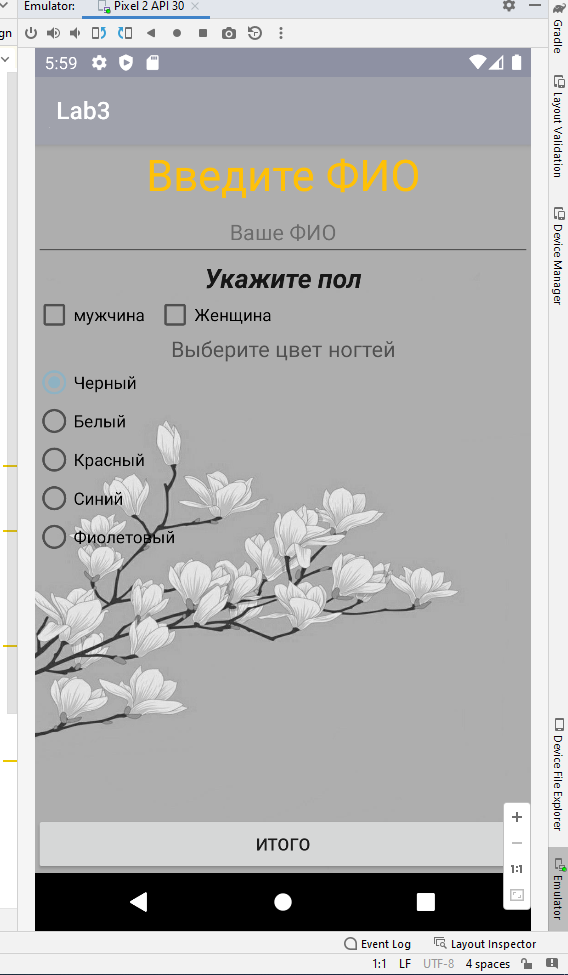 Emulator: Pixel 2 API 30
gn
5:59
Lab3
Введите ФИО
Ваше ФИО
Укажите пол
мужчина Женщина
Выберите цвет ногтей
Черный
Белый
Красный
Синий
Фиолетовый
ИТОГО
1:1
Gradle
Layout Validation
Device Manager
Device File Explorer
Emulator
Event Log Layout Inspector
1:1 LF UTF-8 4 spaces